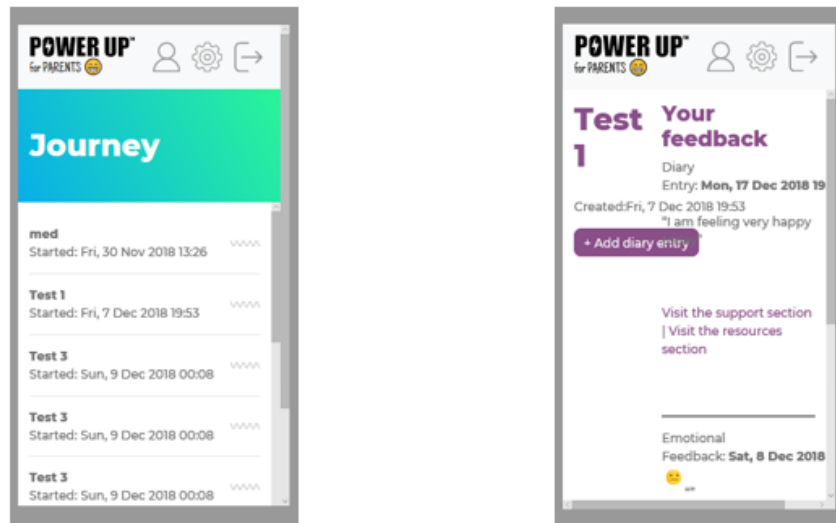 POWER UP™
for PARENTS
Journey
med
Started: Fri, 30 Nov 2018 13:26
Test 1
Started: Fri, 7 Dec 2018 19:53
Test 3
Started: Sun, 9 Dec 2018 00:08
Test 3
Started: Sun, 9 Dec 2018 00:08
Test 3
Started: Sun, 9 Dec 2018 00:08
POWER UP™
for PARENTS
Test
1
Your
feedback
Diary
Entry: Mon, 17 Dec 2018 19
Created:Fri, 7 Dec 2018 19:53
"I am feeling very happy
+ Add diary entry
Visit the support section
| Visit the resources
section
Emotional
Feedback: Sat, 8 Dec 2018